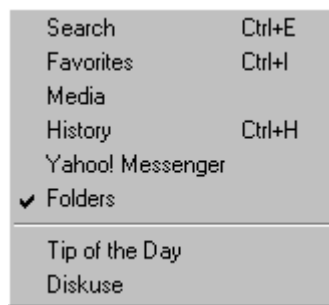 Search Ctrl+E
Favorites Ctrl+I
Media
History Ctrl+H
Yahoo! Messenger
Folders
Tip of the Day
Diskuse